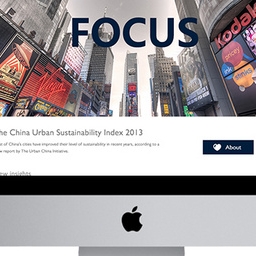 FOCUS
Kodak
he China Urban Sustainability Index 2013
st of China's cities have improved their level of sustainability in recent years, according to a
w report by The Urban China Initiative.
About
ew insights